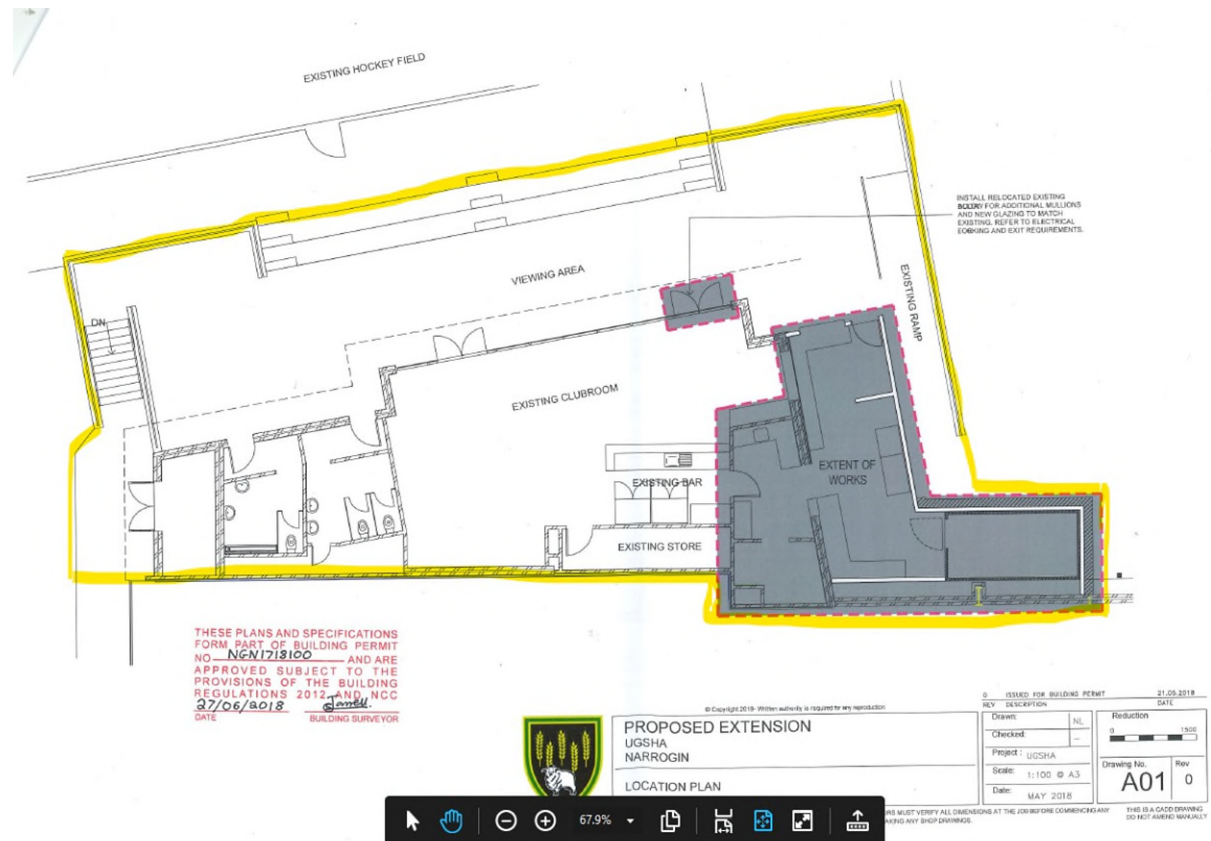 EXISTING HOCKEY FIELD
INSTALL RELOCATED EXISTING
FOR ADDITIONAL MULLIONS
AND NEW GLAZING TO MATCH
EXISTING, REFER TO ELECTRICAL
AND EXIT REQUIREMENTS.
VIEWING AREA
EXISTING RAMP
DN
EXISTING CLUBROOM
EXTENT OF
WORKS
EXISTING BAR
EXISTING STORE
THESE PLANS AND SPECIFICATIONS
FORM PART OF BUILDING PERMIT
NO NGN1718100 AND ARE
APPROVED SUBJECT TO THE
PROVISIONS OF THE BUILDING
REGULATIONS 2012 AND NCC
27/06/2018
DATE BUILDING SURVEYOR
© Copyright 2018- Written authority is required for any reproduction
0 ISSUED FOR BUILDING PERMIT 21.05.2018
REV DESCRIPTION DATE
PROPOSED EXTENSION
UGSHA
NARROGIN
LOCATION PLAN
Drawn: NL
Checked: –
Project : UGSHA
Scale: 1:100 @ A3
Date: MAY 2018
Reduction
0 1500
Drawing No. Rev
A01 0
MUST VERIFY ALL DIMENSIONS AT THE JOB BEFORE COMMENCING ANY
ANY SHOP DRAWINGS.
THIS IS A CADD DRAWING
DO NOT AMEND MANUALLY
67.9%